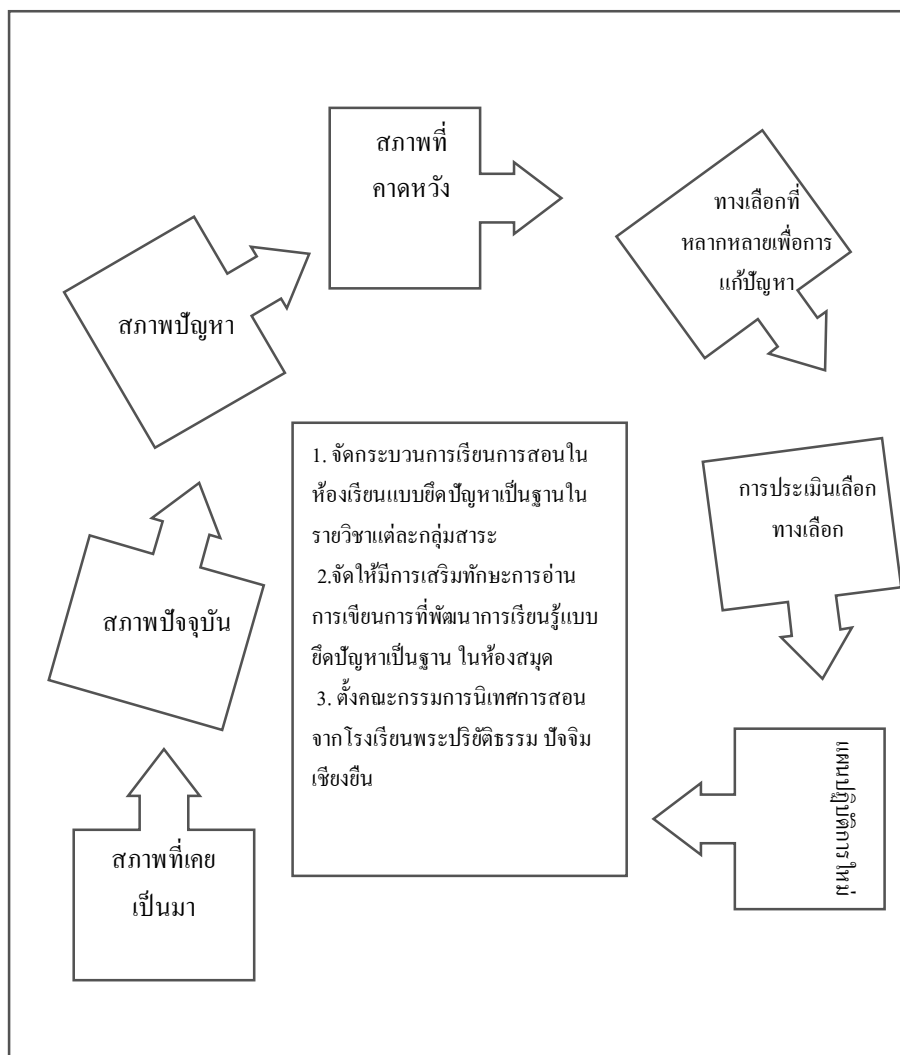 สภาพที่
คาดหวัง
ทางเลือกที่
หลากหลายเพื่อการ
แก้ปัญหา
สภาพปัญหา
1. จัดกระบวนการเรียนการสอนใน
ห้องเรียนแบบยึดปัญหาเป็นฐานใน
รายวิชาแต่ละกลุ่มสาระ
2.จัดให้มีการเสริมทักษะการอ่าน
การเขียนการที่พัฒนาการเรียนรู้แบบ
ยึดปัญหาเป็นฐาน ในห้องสมุด
3. ตั้งคณะกรรมการนิเทศการสอน
จากโรงเรียนพระปริยัติธรรม ปัจจิม
เชียงยืน
การประเมินเลือก
ทางเลือก
สภาพปัจจุบัน
แผนปฏิบัติการใหม่
สภาพที่เคย
เป็นมา